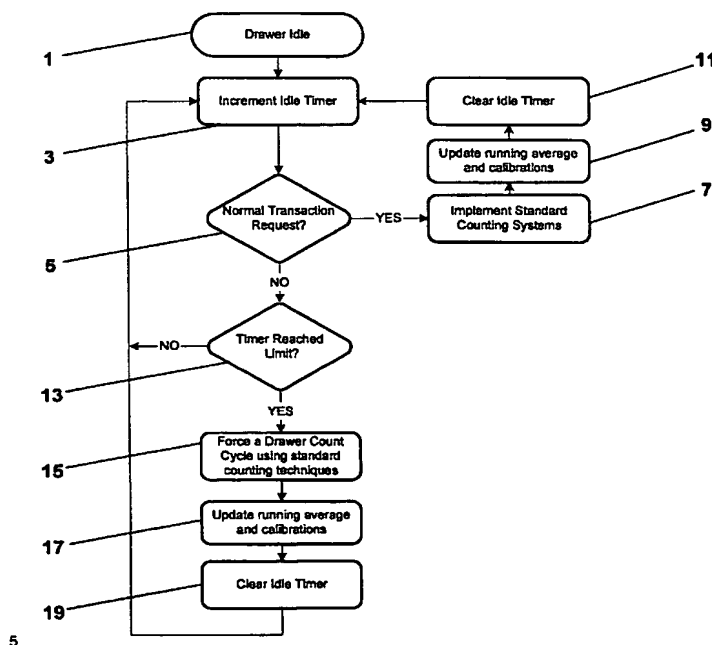 Drawer Idle
1
11
Increment Idle Timer
Clear Idle Timer
3
9
Update running average
and calibrations
Normal Transaction
Request?
YES
Implement Standard
Counting Systems
7
5
NO
Timer Reached
Limit?
NO
13
YES
Force a Drawer Count
Cycle using standard
counting techniques
15
Update running average
and calibrations
17
Clear Idle Timer
19
5